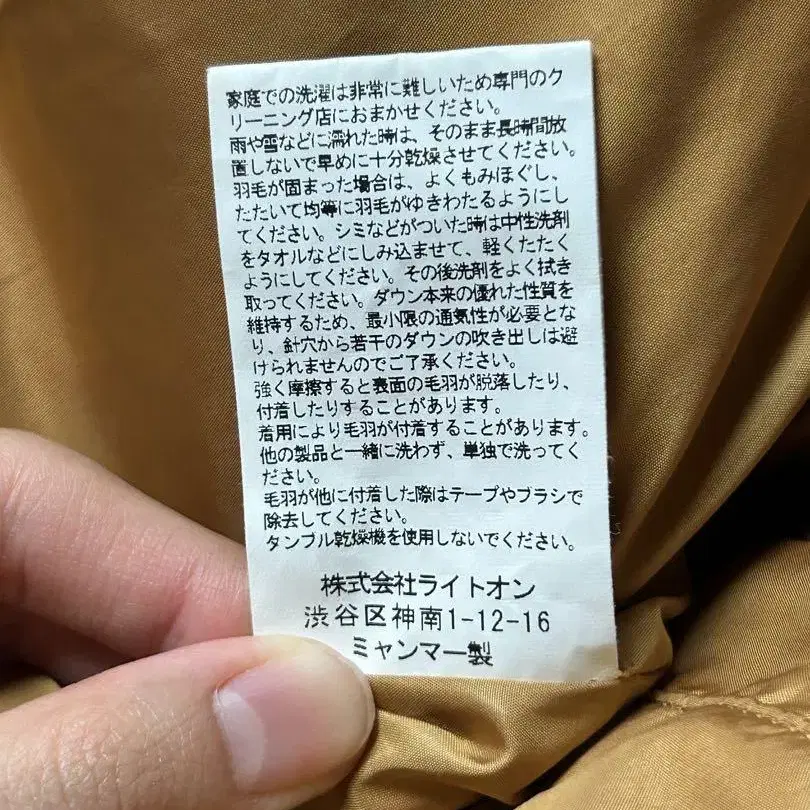 家庭での洗濯は非常に難しいため専門のク
リーニング店におまかせください。
雨や雪などに濡れた時は、そのまま長時間放
置しないで早めに十分乾燥させてください。
羽毛が固まった場合は、よくもみほぐし、
たたいて均等に羽毛がゆきわたるようにし
てください。シミなどがついた時は中性洗剤
をタオルなどにしみ込ませて、軽くたたく
ようにしてください。その後洗剤をよく拭き
取ってください。ダウン本来の優れた性質を
維持するため、最小限の通気性が必要とな
り、針穴から若干のダウンの吹き出しは避
けられませんのでご了承ください。
強く摩擦すると表面の毛羽が脱落したり、
付着したりすることがあります。
着用により毛羽が付着することがあります。
他の製品と一緒に洗わず、単独で洗ってく
ださい。
毛羽が他に付着した際はテープやブラシで
除去してください。
タンブル乾燥機を使用しないでください。
株式会社ライトオン
渋谷区神南1-12-16
ミャンマー製